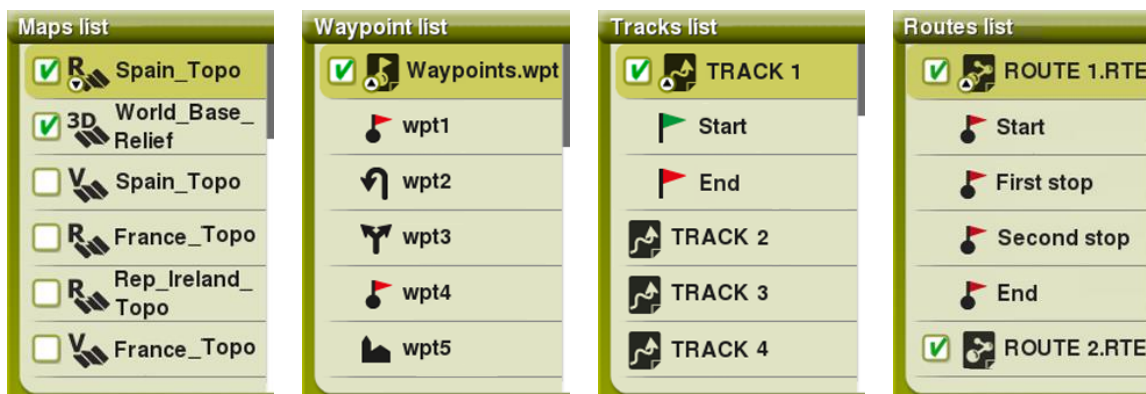 Maps list
R Spain_Topo
3D World_Base_
Relief
V Spain_Topo
R France_Topo
R Rep_Ireland_
Topo
V France_Topo
Waypoint list
Waypoints.wpt
wpt1
wpt2
wpt3
wpt4
wpt5
Tracks list
TRACK 1
Start
End
TRACK 2
TRACK 3
TRACK 4
Routes list
ROUTE 1.RTE
Start
First stop
Second stop
End
ROUTE 2.RTE